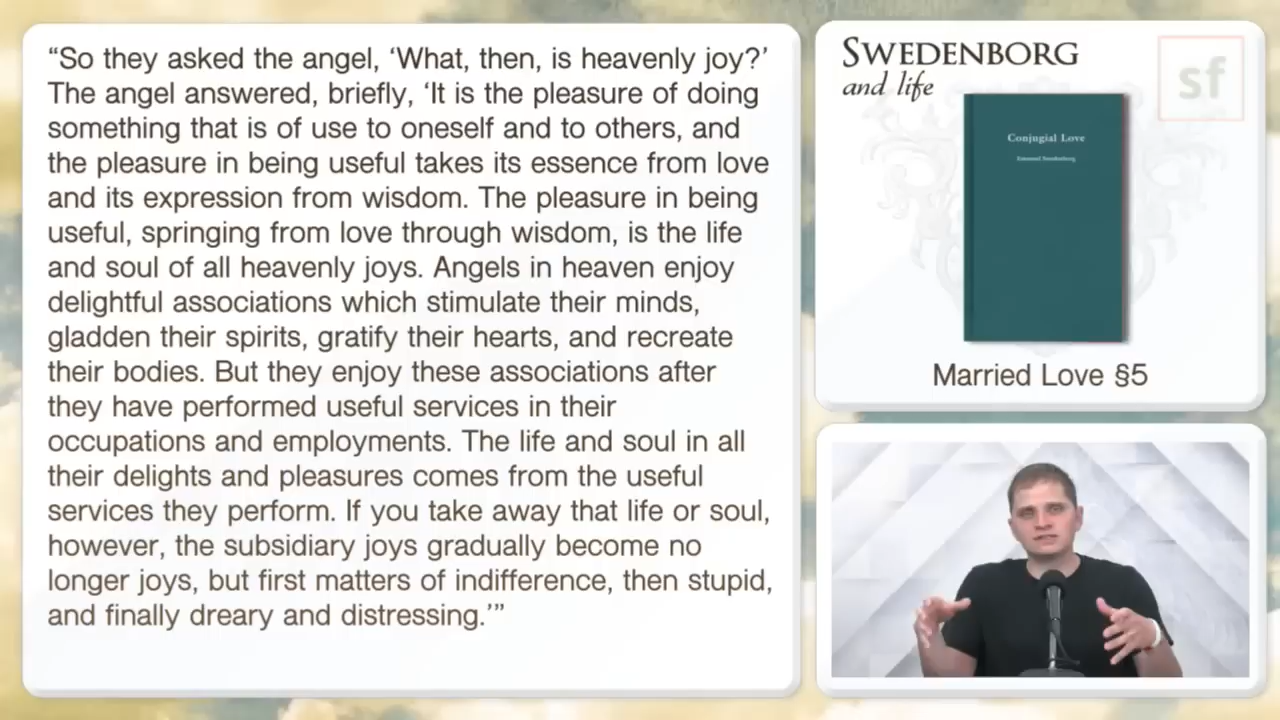 “So they asked the angel, ‘What, then, is heavenly joy?’
The angel answered, briefly, ‘It is the pleasure of doing
something that is of use to oneself and to others, and
the pleasure in being useful takes its essence from love
and its expression from wisdom. The pleasure in being
useful, springing from love through wisdom, is the life
and soul of all heavenly joys. Angels in heaven enjoy
delightful associations which stimulate their minds,
gladden their spirits, gratify their hearts, and recreate
their bodies. But they enjoy these associations after
they have performed useful services in their
occupations and employments. The life and soul in all
their delights and pleasures comes from the useful
services they perform. If you take away that life or soul,
however, the subsidiary joys gradually become no
longer joys, but first matters of indifference, then stupid,
and finally dreary and distressing.’”
SWEDENBORG
and life
sf
Conjugial Love
Emanuel Swedenborg
Married Love §5